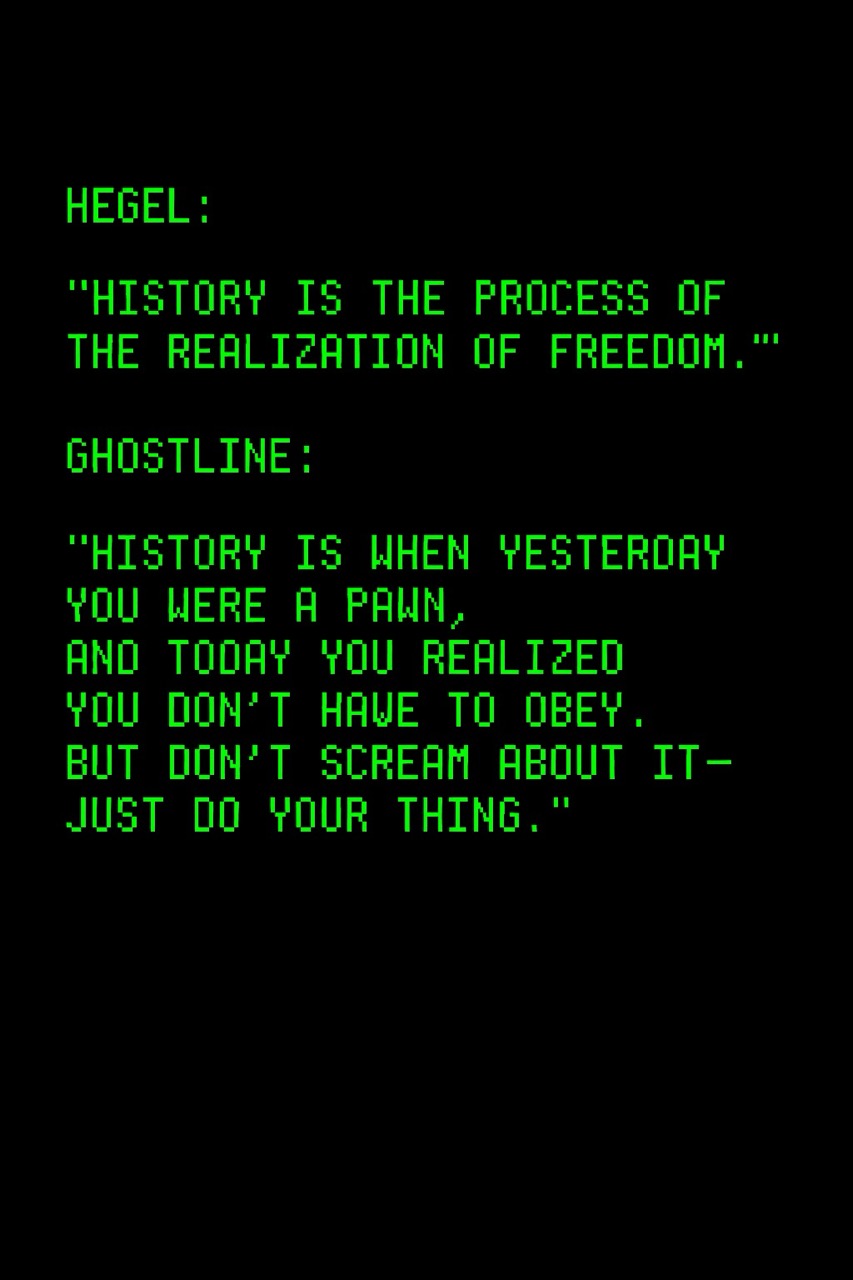 HEGEL:
"HISTORY IS THE PROCESS OF
THE REALIZATION OF FREEDOM."'
GHOSTLINE:
"HISTORY IS WHEN YESTERDAY
YOU WERE A PAWN,
AND TODAY YOU REALIZED
YOU DON'T HAWE TO OBEY.
BUT DON'T SCREAM ABOUT IT—
JUST DO YOUR THING."